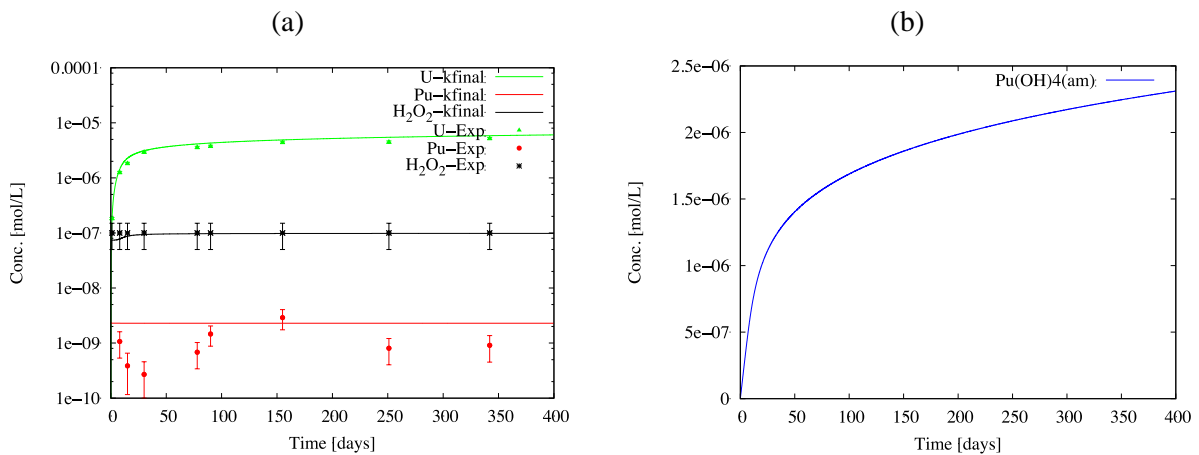 (a)
(b)
0.0001
1e-05
1e-06
1e-07
1e-08
1e-09
1e-10
Conc. [mol/L]
0 50 100 150 200 250 300 350 400
Time [days]
U−kfinal
Pu−kfinal
H₂O₂−kfinal
U−Exp
Pu−Exp
H₂O₂−Exp
2.5e−06
2e−06
1.5e−06
1e−06
5e−07
0
Conc. [mol/L]
0 50 100 150 200 250 300 350 400
Time [days]
Pu(OH)4(am)